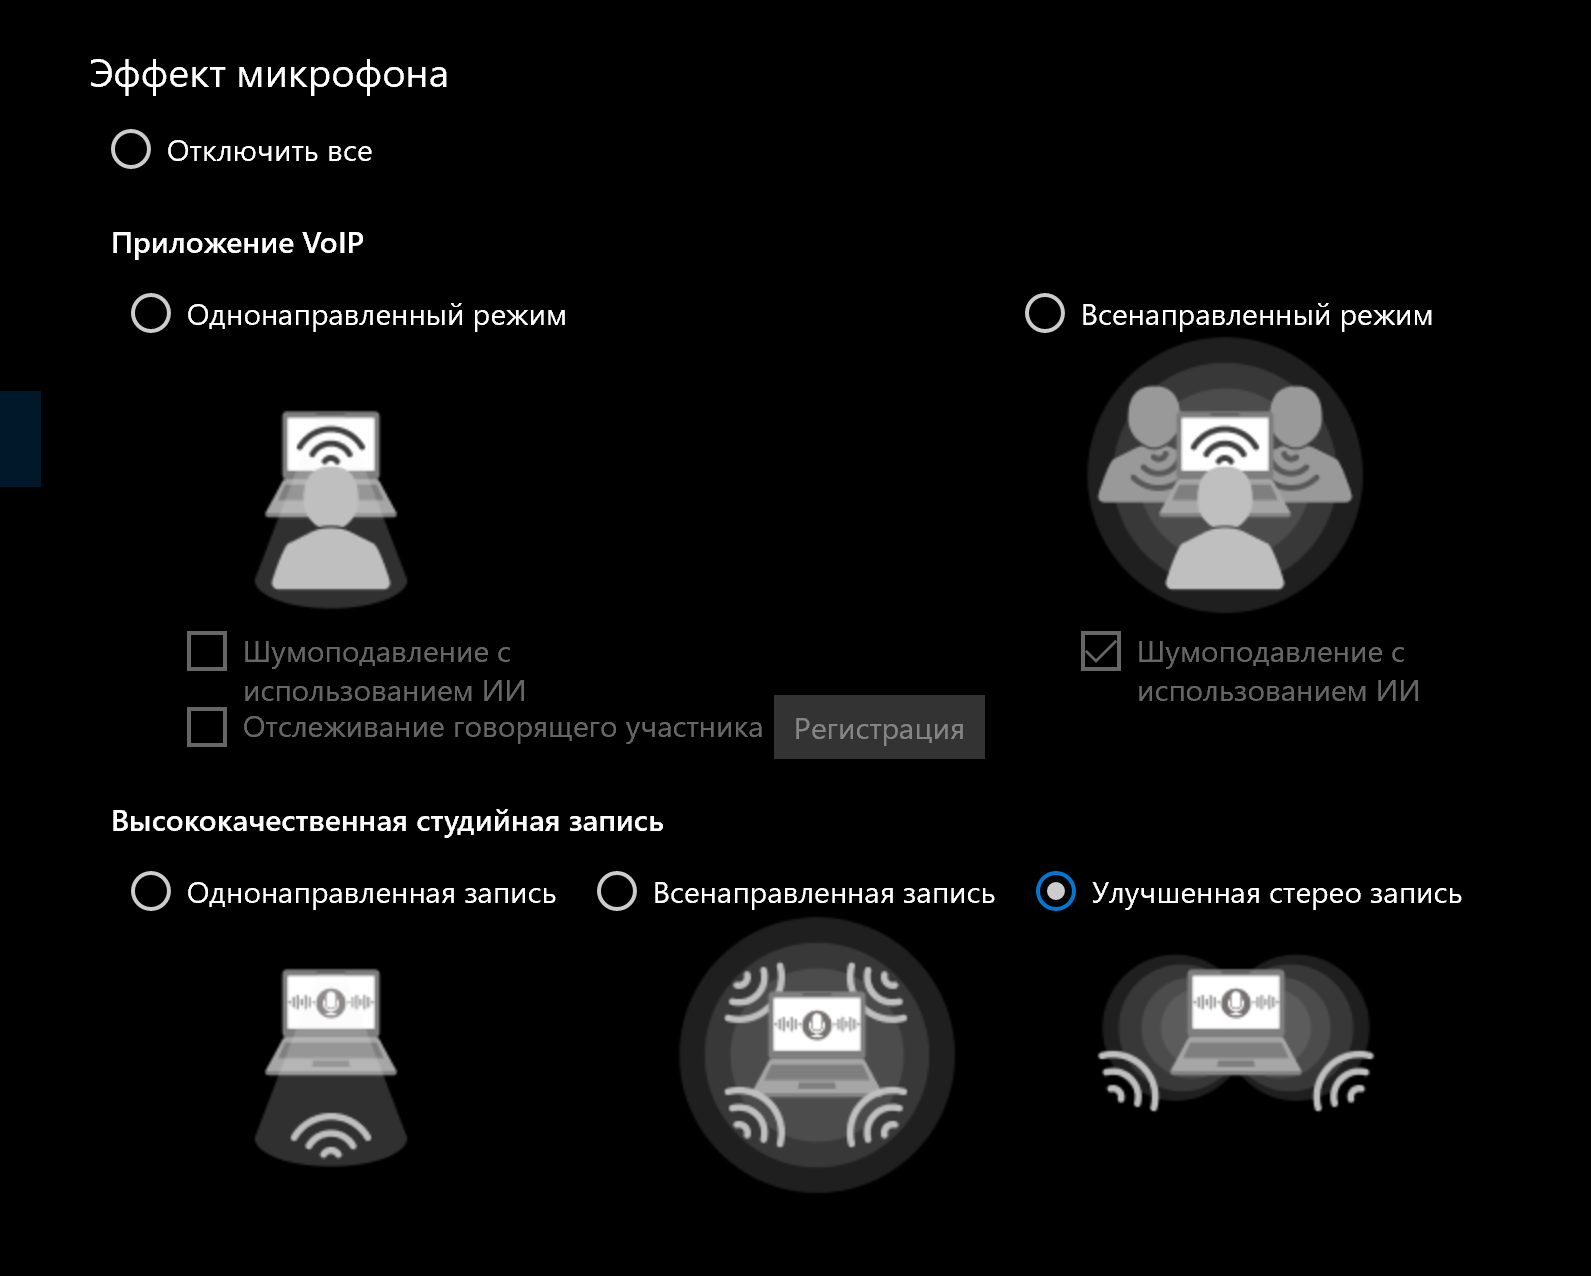 Эффект микрофона
Отключить все
Приложение VoIP
Однонаправленный режим
Всенаправленный режим
Шумоподавление с
использованием ИИ
Отслеживание говорящего участника
Регистрация
Шумоподавление с
использованием ИИ
Высококачественная студийная запись
Однонаправленная запись
Всенаправленная запись
Улучшенная стерео запись